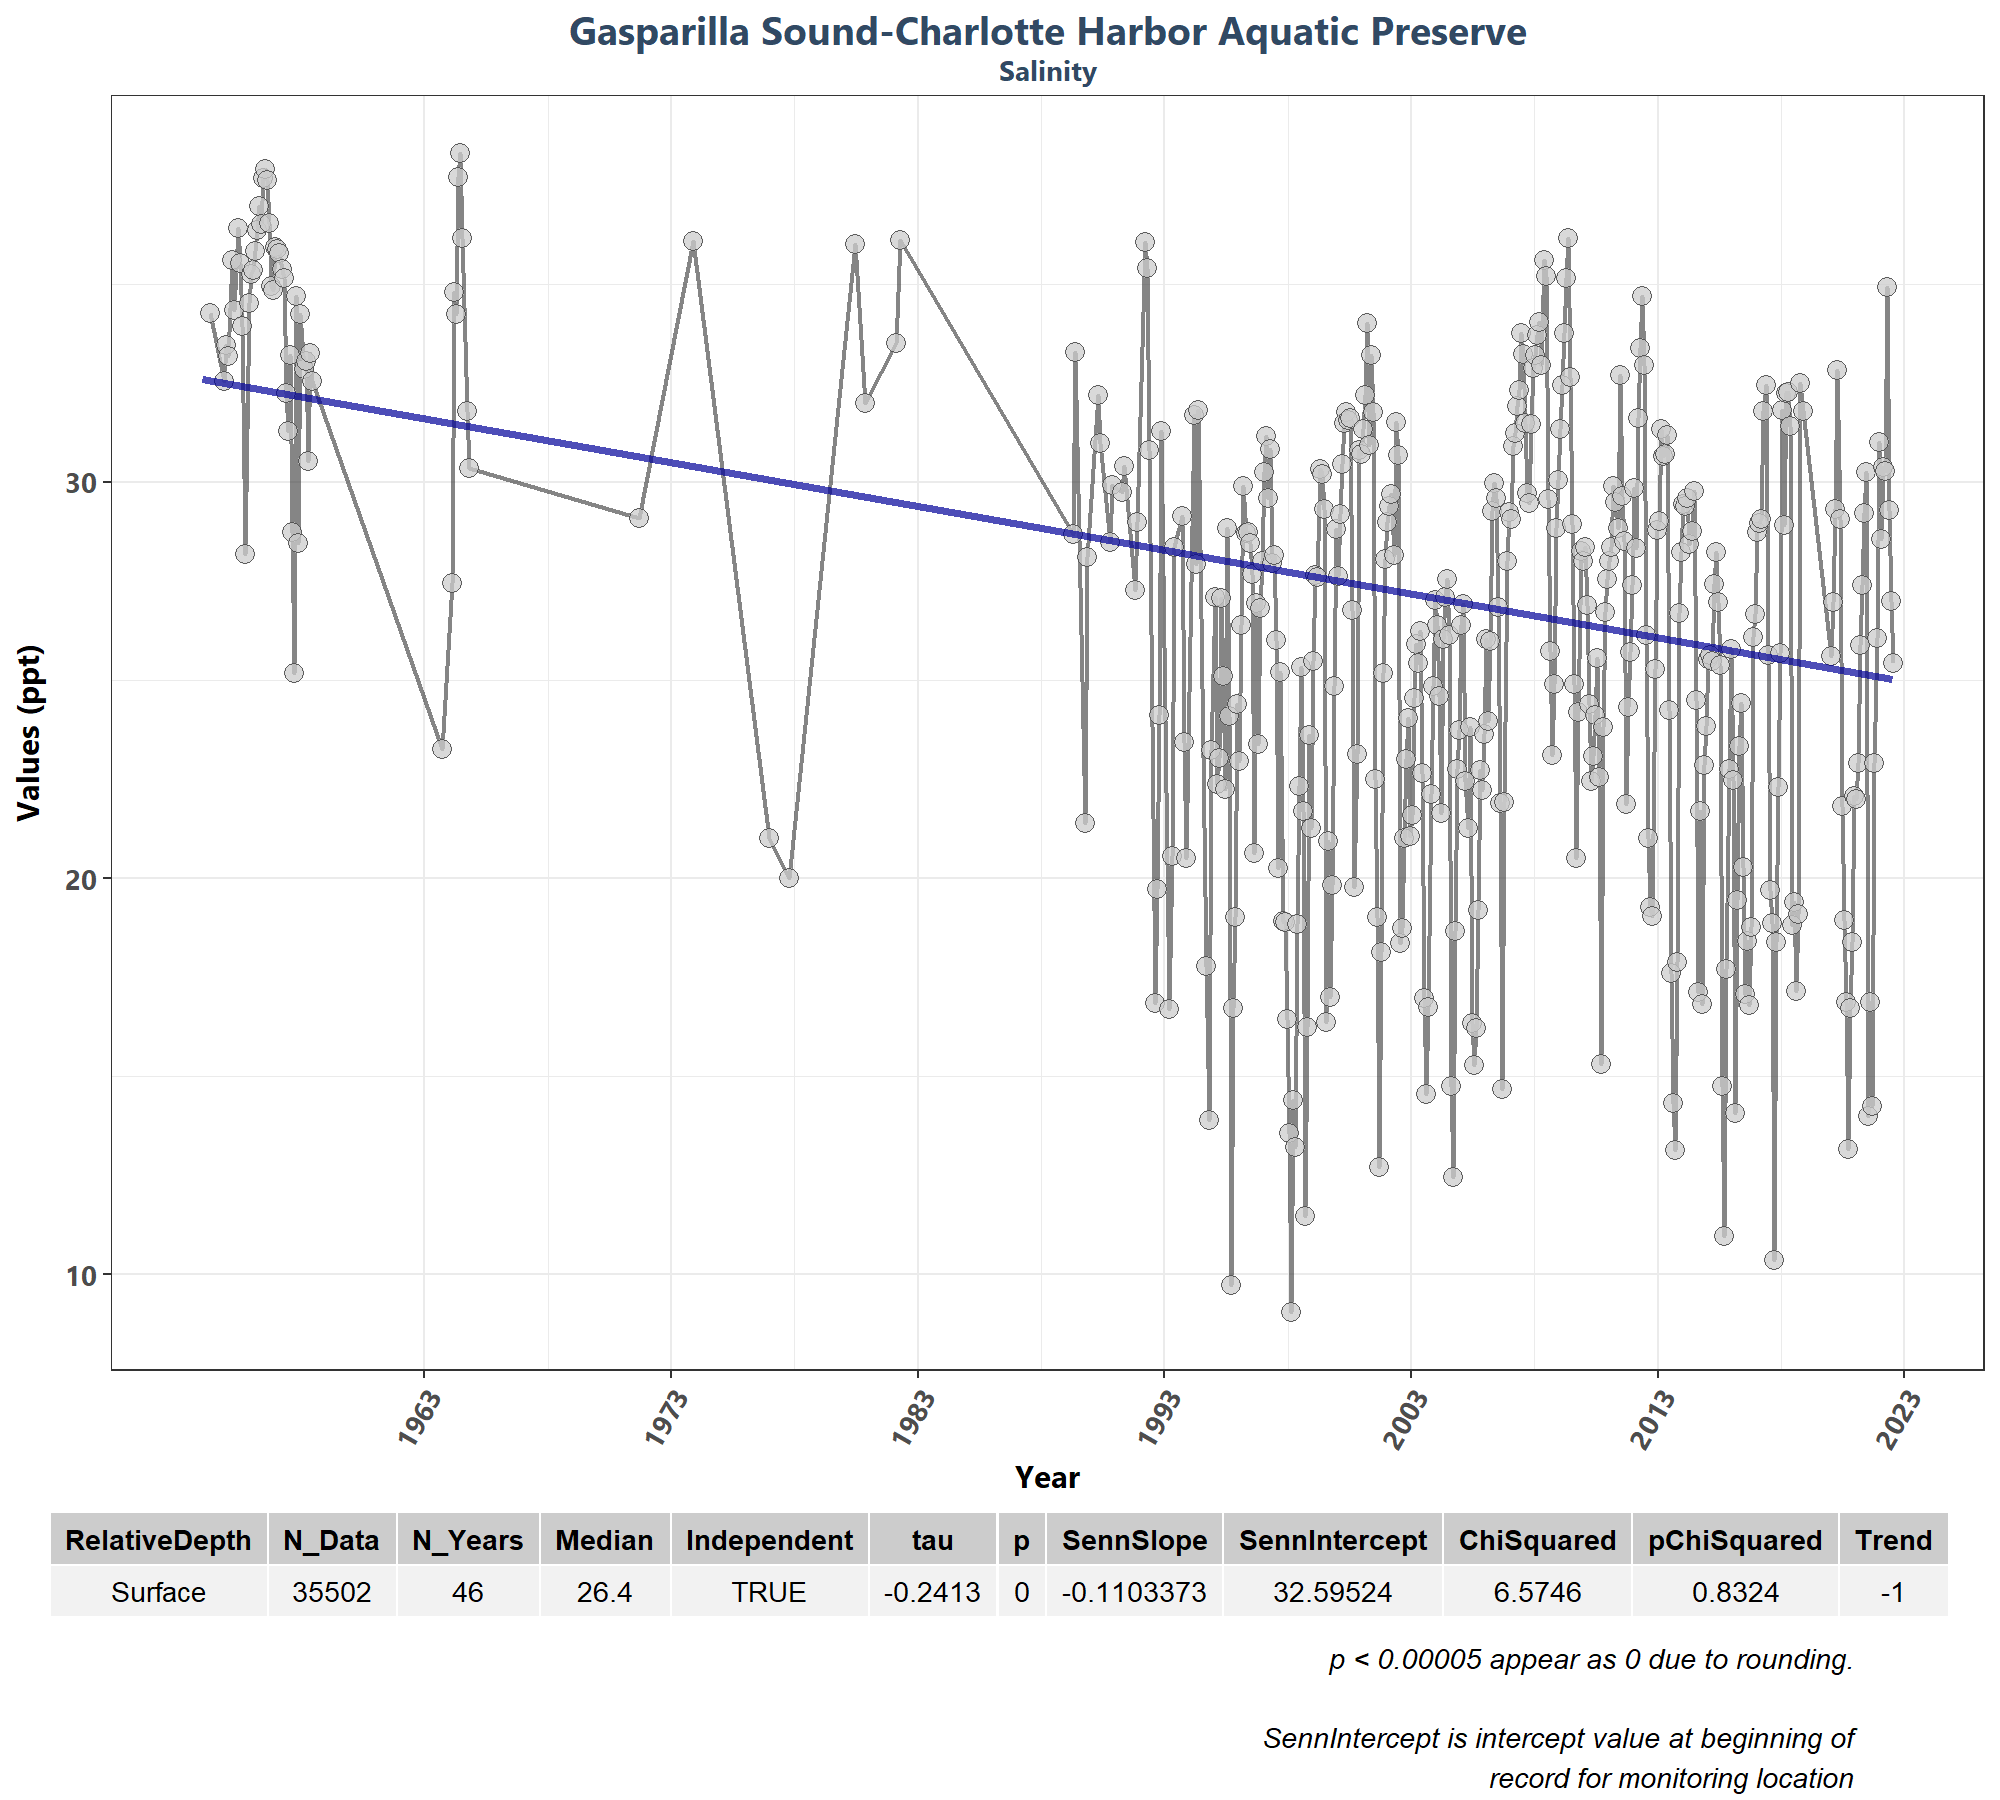 Gasparilla Sound-Charlotte Harbor Aquatic Preserve
Salinity
Values (ppt)
30
20
10
1963 1973 1983 1993 2003 2013 2023
Year
RelativeDepth N_Data N_Years Median Independent tau p SennSlope SennIntercept ChiSquared pChiSquared Trend
Surface 35502 46 26.4 TRUE -0.2413 0 -0.1103373 32.59524 6.5746 0.8324 -1
p < 0.00005 appear as 0 due to rounding.
SennIntercept is intercept value at beginning of
record for monitoring location